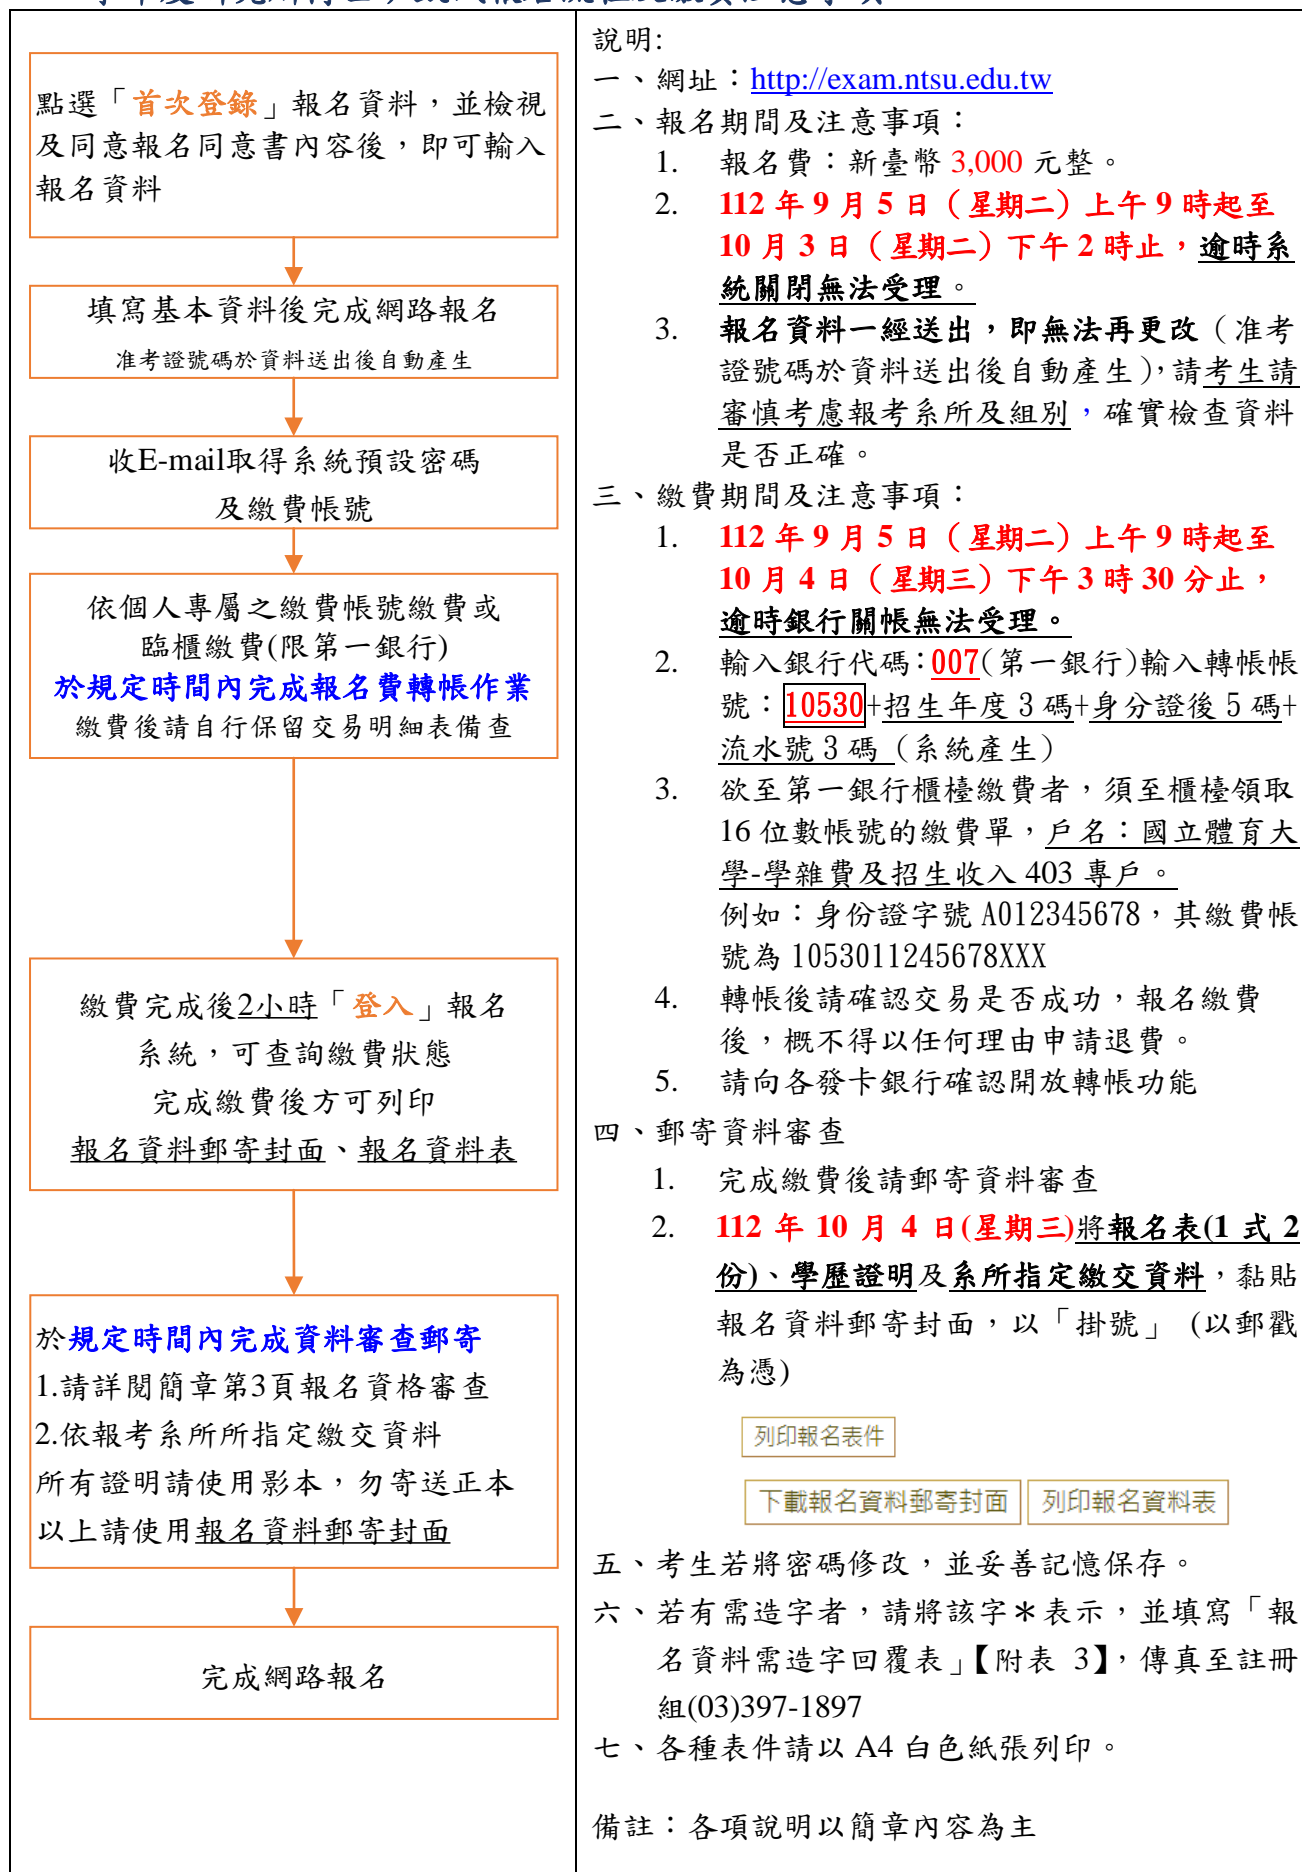 點選「首次登錄」報名資料，並檢視
及同意報名同意書內容後，即可輸入
報名資料
填寫基本資料後完成網路報名
准考證號碼於資料送出後自動產生
收E-mail取得系統預設密碼
及繳費帳號
依個人專屬之繳費帳號繳費或
臨櫃繳費(限第一銀行)
於規定時間內完成報名費轉帳作業
繳費後請自行保留交易明細表備查
繳費完成後2小時「登入」報名
系統，可查詢繳費狀態
完成繳費後方可列印
報名資料郵寄封面、報名資料表
於規定時間內完成資料審查郵寄
1.請詳閱簡章第3頁報名資格審查
2.依報考系所所指定繳交資料
所有證明請使用影本，勿寄送正本
以上請使用報名資料郵寄封面
完成網路報名
說明:
一、網址：http://exam.ntsu.edu.tw
二、報名期間及注意事項：
1. 報名費：新臺幣 3,000 元整。
2. 112 年 9 月 5 日（星期二）上午 9 時起至
10 月 3 日（星期二）下午 2 時止，逾時系
統關閉無法受理。
3. 報名資料一經送出，即無法再更改（准考
證號碼於資料送出後自動產生），請考生請
審慎考慮報考系所及組別，確實檢查資料
是否正確。
三、繳費期間及注意事項：
1. 112 年 9 月 5 日（星期二）上午 9 時起至
10 月 4 日（星期三）下午 3 時 30 分止，
逾時銀行關帳無法受理。
2. 輸入銀行代碼：007(第一銀行)輸入轉帳帳
號：10530+招生年度 3 碼+身分證後 5 碼+
流水號 3 碼（系統產生）
3. 欲至第一銀行櫃檯繳費者，須至櫃檯領取
16 位數帳號的繳費單，戶名：國立體育大
學-學雜費及招生收入 403 專戶。
例如：身份證字號 A012345678，其繳費帳
號為 1053011245678XXX
4. 轉帳後請確認交易是否成功，報名繳費
後，概不得以任何理由申請退費。
5. 請向各發卡銀行確認開放轉帳功能
四、郵寄資料審查
1. 完成繳費後請郵寄資料審查
2. 112 年 10 月 4 日(星期三)將報名表(1 式 2
份)、學歷證明及系所指定繳交資料，黏貼
報名資料郵寄封面，以「掛號」 (以郵戳
為憑)
列印報名表件
下載報名資料郵寄封面 列印報名資料表
五、考生若將密碼修改，並妥善記憶保存。
六、若有需造字者，請將該字＊表示，並填寫「報
名資料需造字回覆表」【附表 3】，傳真至註冊
組(03)397-1897
七、各種表件請以 A4 白色紙張列印。
備註：各項說明以簡章內容為主